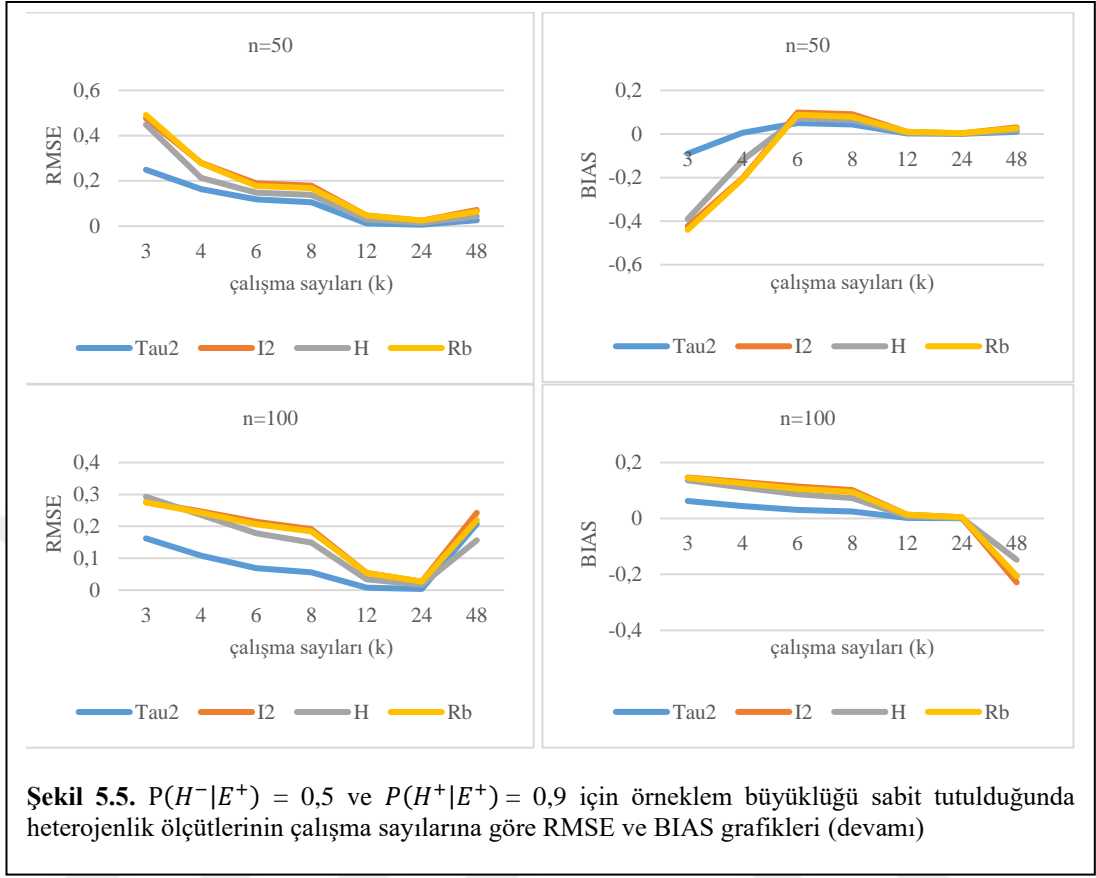 n=50
0,6
0,4
0,2
0
RMSE
3 4 6 8 12 24 48
çalışma sayıları (k)
Tau2 I2 H Rb
n=50
0,2
0
-0,2
-0,4
-0,6
BIAS
3 4 6 8 12 24 48
çalışma sayıları (k)
Tau2 I2 H Rb
n=100
0,4
0,3
0,2
0,1
0
RMSE
3 4 6 8 12 24 48
çalışma sayıları (k)
Tau2 I2 H Rb
n=100
0,2
0
-0,2
-0,4
BIAS
3 4 6 8 12 24 48
çalışma sayıları (k)
Tau2 I2 H Rb
Şekil 5.5. P(H⁻|E⁺) = 0,5 ve P(H⁺|E⁺) = 0,9 için örneklem büyüklüğü sabit tutulduğunda
heterojenlik ölçütlerinin çalışma sayılarına göre RMSE ve BIAS grafikleri (devamı)